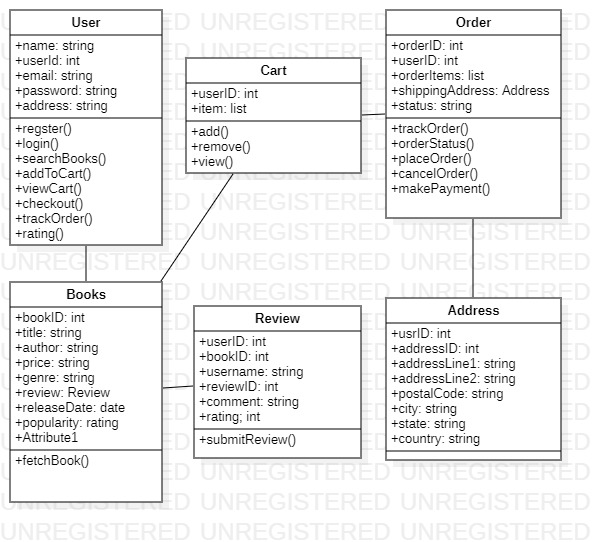 User
+name: string
+userId: int
+email: string
+password: string
+address: string
+regster()
+login()
+searchBooks()
+addToCart()
+viewCart()
+checkout()
+trackOrder()
+rating()
Cart
+userID: int
+item: list
+add()
+remove()
+view()
Order
+orderID: int
+userID: int
+orderItems: list
+shippingAddress: Address
+status: string
+trackOrder()
+orderStatus()
+placeOrder()
+cancelOrder()
+makePayment()
Books
+bookID: int
+title: string
+author: string
+price: string
+genre: string
+review: Review
+releaseDate: date
+popularity: rating
+Attribute1
+fetchBook()
Review
+userID: int
+bookID: int
+username: string
+reviewID: int
+comment: string
+rating; int
+submitReview()
Address
+usrID: int
+addressID: int
+addressLine1: string
+addressLine2: string
+postalCode: string
+city: string
+state: string
+country: string
UNREGISTERED UNREGISTERED UNREGISTERED